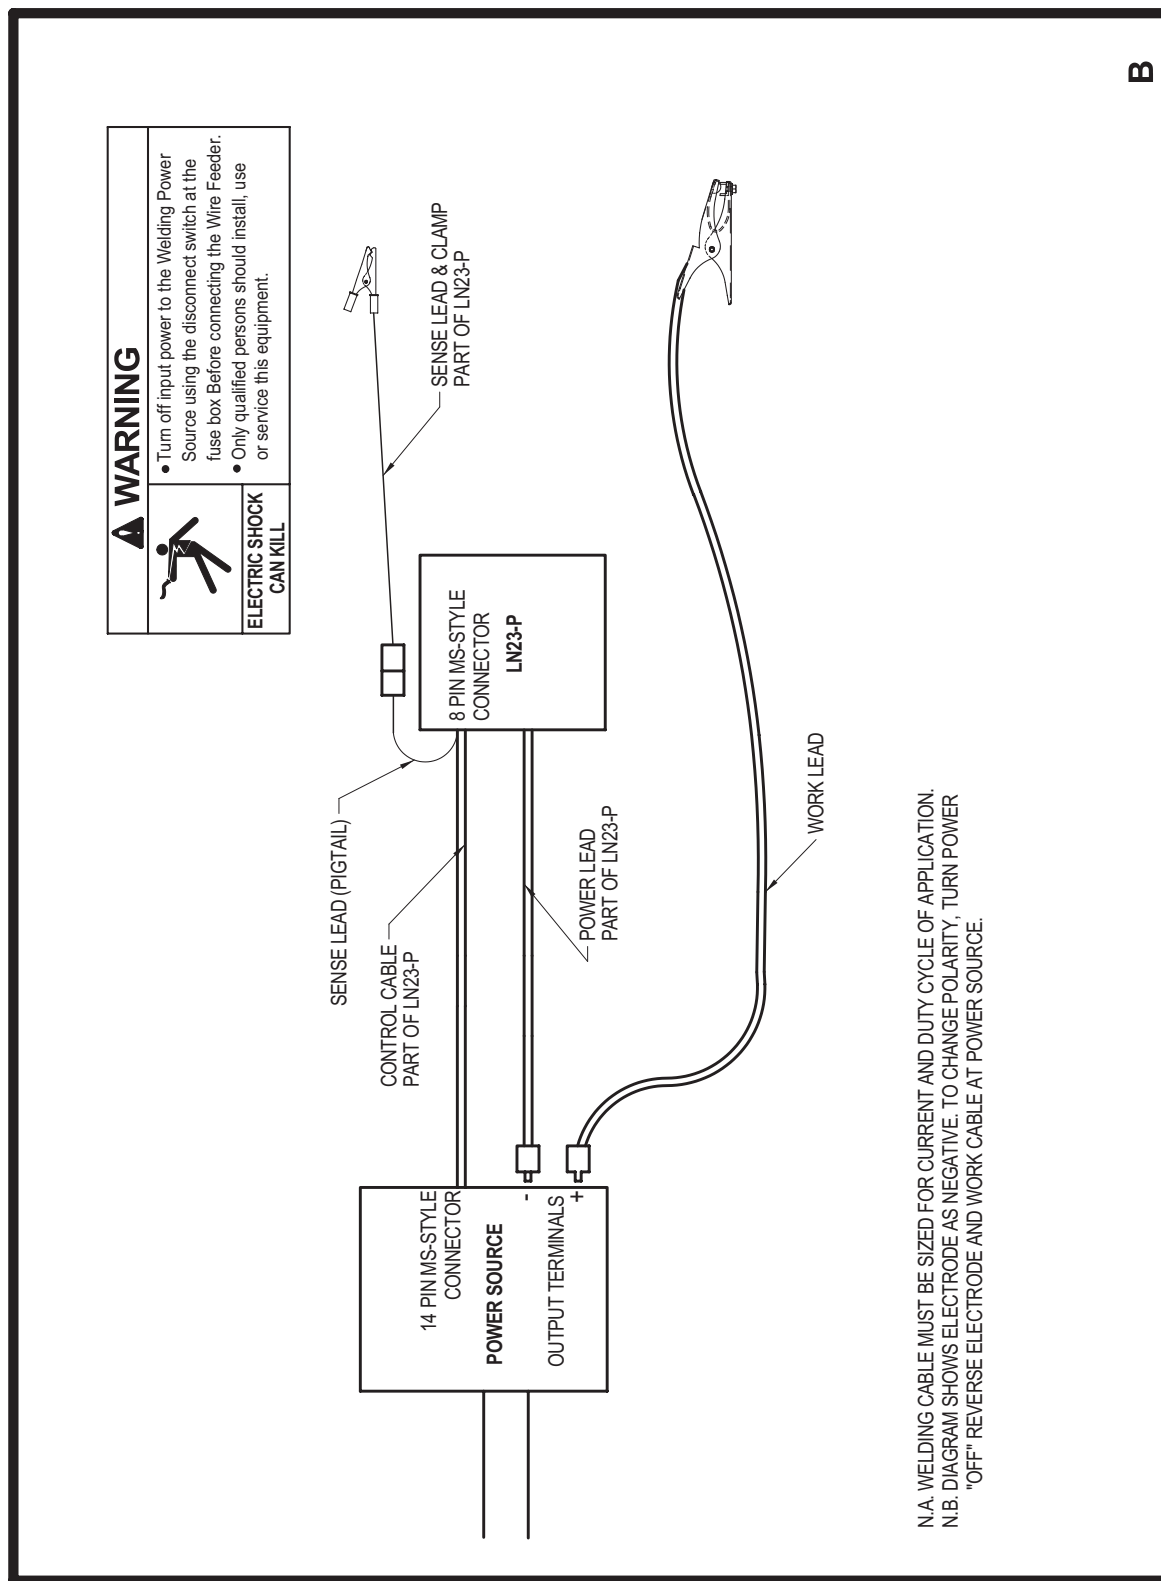 WARNING
ELECTRIC SHOCK
CAN KILL
• Turn off input power to the Welding Power
Source using the disconnect switch at the
fuse box Before connecting the Wire Feeder.
• Only qualified persons should install, use
or service this equipment.
SENSE LEAD (PIGTAIL)
CONTROL CABLE
PART OF LN23-P
SENSE LEAD & CLAMP
PART OF LN23-P
14 PIN MS-STYLE
CONNECTOR
POWER SOURCE
-
OUTPUT TERMINALS
+
8 PIN MS-STYLE
CONNECTOR
LN23-P
POWER LEAD
PART OF LN23-P
WORK LEAD
N.A. WELDING CABLE MUST BE SIZED FOR CURRENT AND DUTY CYCLE OF APPLICATION.
N.B. DIAGRAM SHOWS ELECTRODE AS NEGATIVE. TO CHANGE POLARITY, TURN POWER
"OFF" REVERSE ELECTRODE AND WORK CABLE AT POWER SOURCE.
B